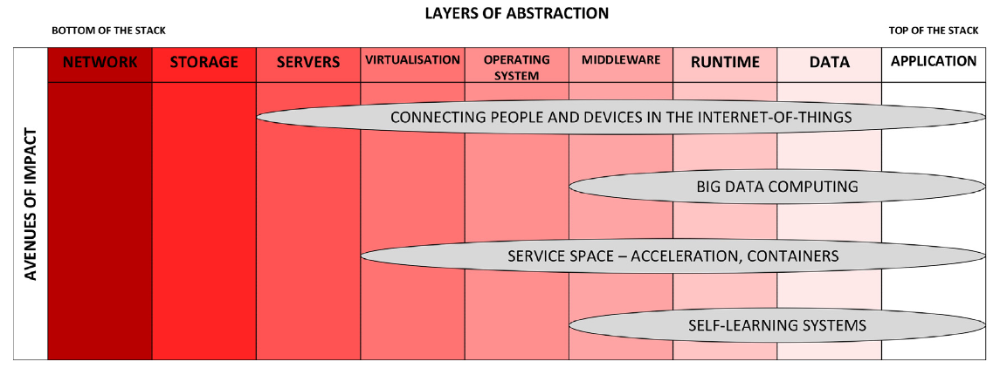 LAYERS OF ABSTRACTION
BOTTOM OF THE STACK
TOP OF THE STACK
NETWORK
STORAGE
SERVERS
VIRTUALISATION
OPERATING
SYSTEM
MIDDLEWARE
RUNTIME
DATA
APPLICATION
AVENUES OF IMPACT
CONNECTING PEOPLE AND DEVICES IN THE INTERNET-OF-THINGS
BIG DATA COMPUTING
SERVICE SPACE – ACCELERATION, CONTAINERS
SELF-LEARNING SYSTEMS